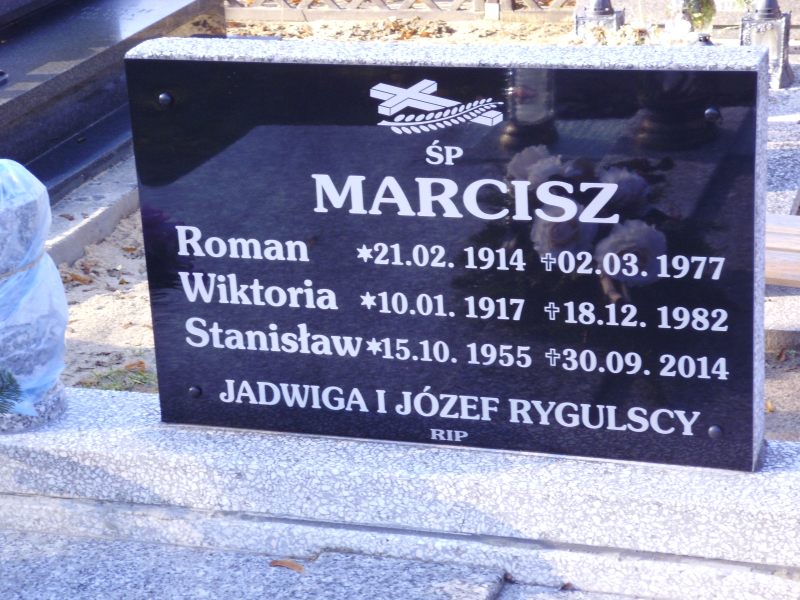 ŚP
MARCISZ
Roman ✶21.02. 1914 ✝02.03. 1977
Wiktoria ✶10.01. 1917 ✝18.12. 1982
Stanisław ✶15.10. 1955 ✝30.09. 2014
JADWIGA I JÓZEF RYGULSCY
RIP